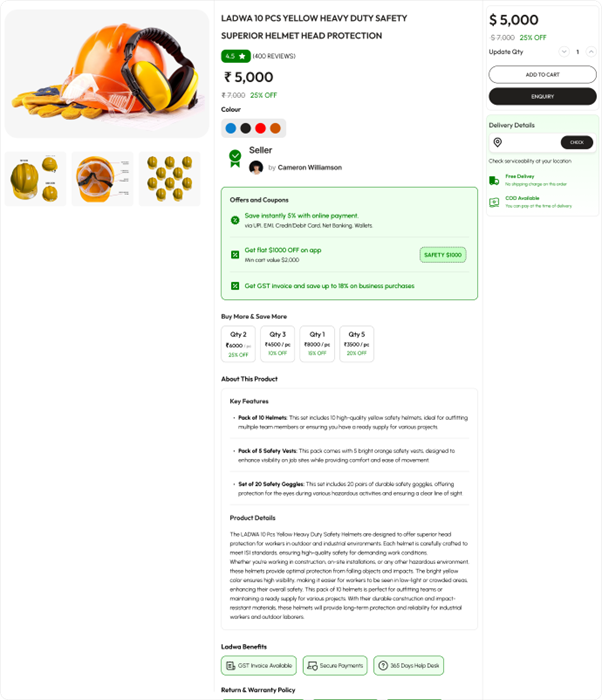 LADWA 10 PCS YELLOW HEAVY DUTY SAFETY
SUPERIOR HELMET HEAD PROTECTION
4.5 ★ (400 REVIEWS)
₹ 5,000
₹ 7,000 25% OFF
Colour
Seller
by Cameron Williamson
Offers and Coupons
Save instantly 5% with online payment.
via UPI, EMI, Credit/Debit Card, Net Banking, Wallets.
Get flat $1000 OFF on app
Min cart value $2,000
SAFETY $1000
Get GST invoice and save up to 18% on business purchases
Buy More & Save More
Qty 2
₹6000 / pc
25% OFF
Qty 3
₹4500 / pc
10% OFF
Qty 1
₹8000 / pc
15% OFF
Qty 5
₹3500 / pc
20% OFF
About This Product
Key Features
• Pack of 10 Helmets: This set includes 10 high-quality yellow safety helmets, ideal for outfitting
multiple team members or ensuring you have a ready supply for various projects
• Pack of 5 Safety Vests: This pack comes with 5 bright orange safety vests, designed to
enhance visibility on job sites while providing comfort and ease of movement
• Set of 20 Safety Goggles: This set includes 20 pairs of durable safety goggles, offering
protection for the eyes during various hazardous activities and ensuring a clear line of sight
Product Details
The LADWA 10 Pcs Yellow Heavy Duty Safety Helmets are designed to offer superior head
protection for workers in outdoor and industrial environments. Each helmet is carefully crafted to
meet ISI standards, ensuring high-quality safety for demanding work conditions.
Whether you're working in construction, on-site installations, or any other hazardous environment,
these helmets provide optimal protection from falling objects and impacts. The bright yellow
color ensures high visibility, making it easier for workers to be seen in low-light or crowded areas,
enhancing their overall safety. This pack of 10 helmets is perfect for outfitting teams or
maintaining a ready supply for various projects. With their durable construction and impact-
resistant materials, these helmets will provide long-term protection and reliability for industrial
workers and outdoor laborers.
Ladwa Benefits
GST Invoice Available
Secure Payments
365 Days Help Desk
Return & Warranty Policy
$ 5,000
$ 7,000 25% OFF
Update Qty 1
ADD TO CART
ENQUIRY
Delivery Details
CHECK
Check serviceability at your location
Free Delivey
No shipping charge on this order
COD Available
You can pay at the time of delivery